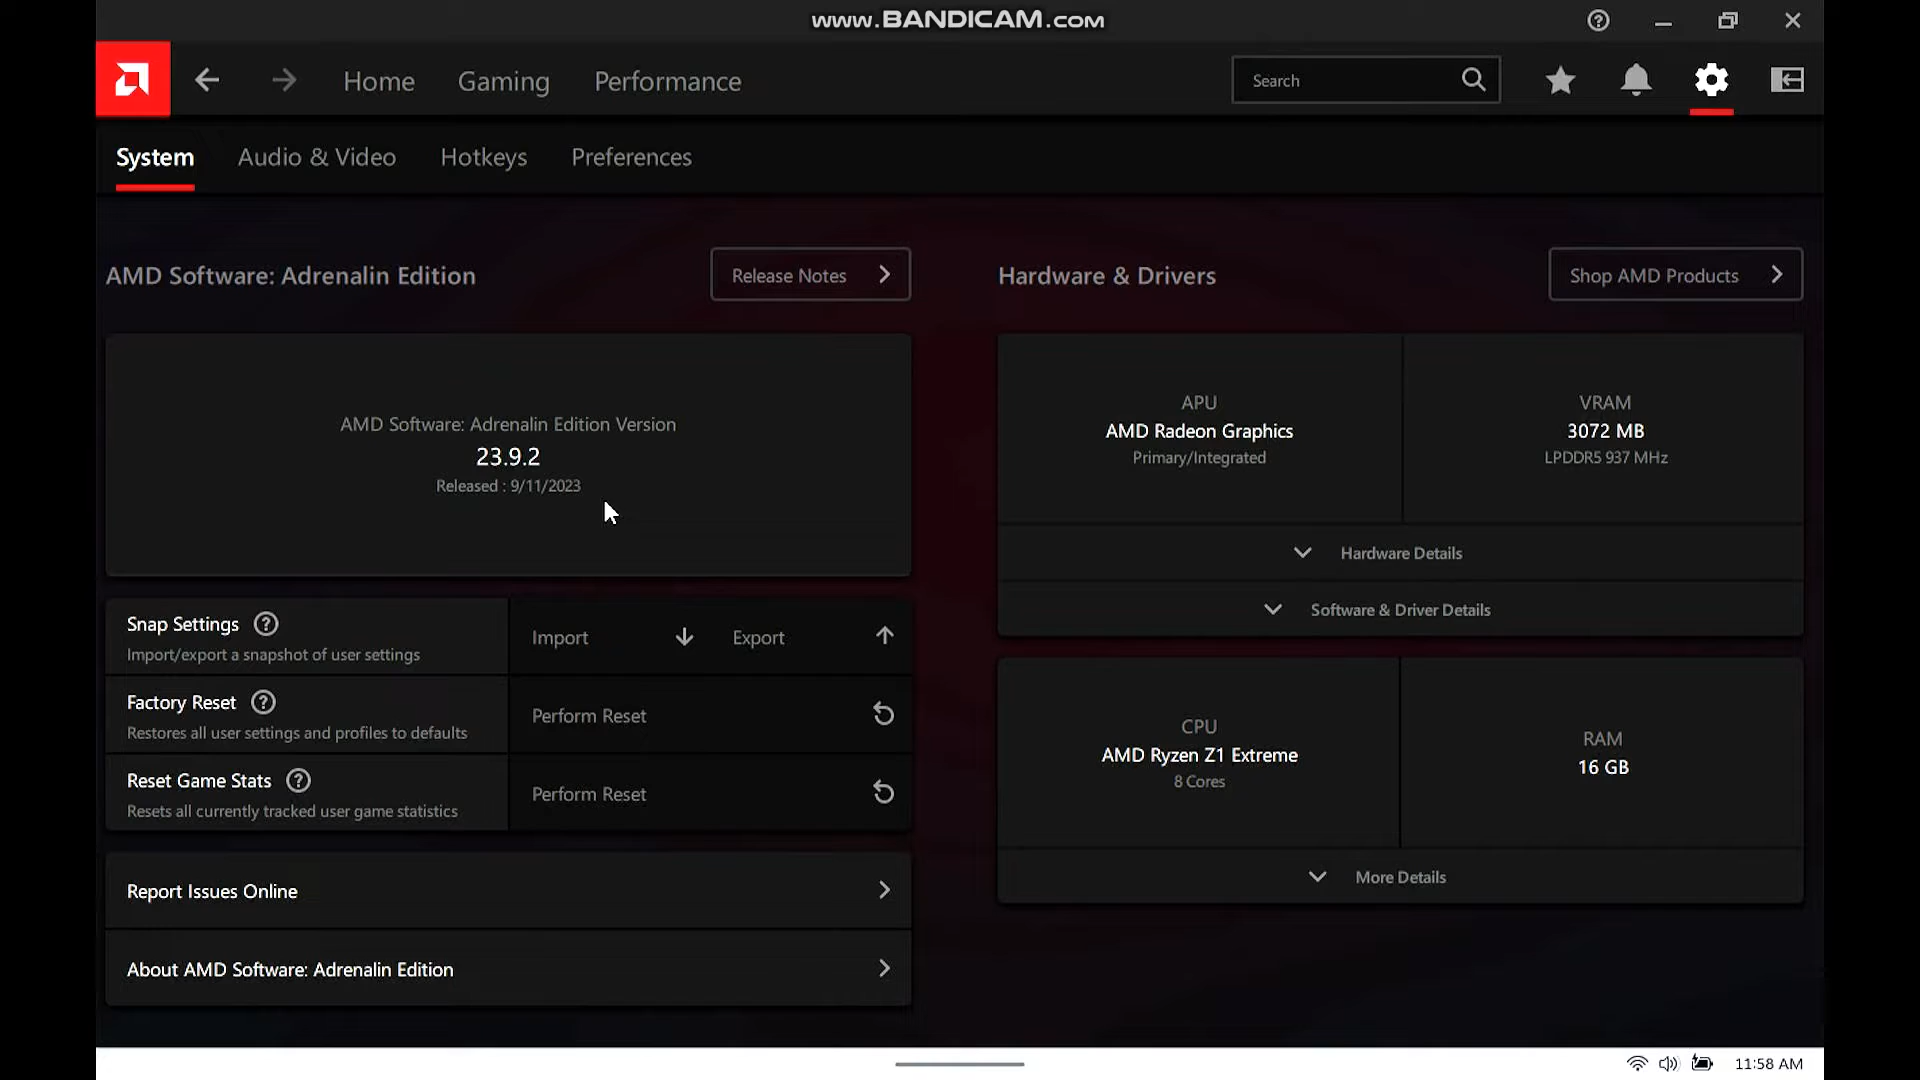 www.BANDICAM.com
Home Gaming Performance
Search
System Audio & Video Hotkeys Preferences
AMD Software: Adrenalin Edition
Release Notes
AMD Software: Adrenalin Edition Version
23.9.2
Released : 9/11/2023
Snap Settings
Import/export a snapshot of user settings
Import
Export
Factory Reset
Restores all user settings and profiles to defaults
Perform Reset
Reset Game Stats
Resets all currently tracked user game statistics
Perform Reset
Report Issues Online
About AMD Software: Adrenalin Edition
Hardware & Drivers
Shop AMD Products
APU
AMD Radeon Graphics
Primary/Integrated
VRAM
3072 MB
LPDDR5 937 MHz
Hardware Details
Software & Driver Details
CPU
AMD Ryzen Z1 Extreme
8 Cores
RAM
16 GB
More Details
11:58 AM